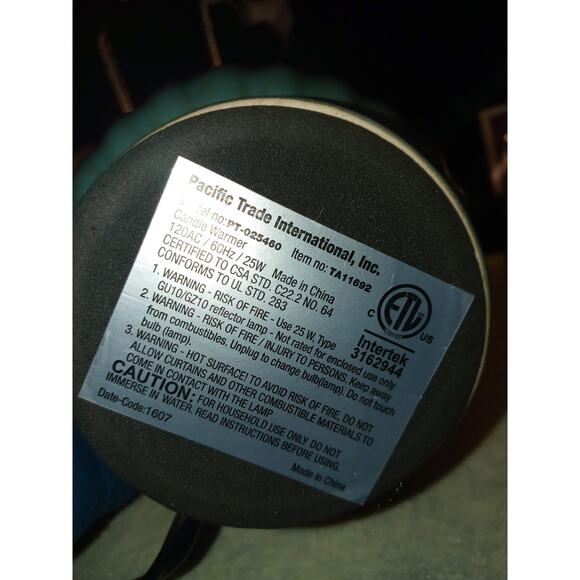 Pacific Trade International, Inc.
Model no: PT-025460 Item no: TA11692
Candle Warmer
120AC / 60Hz / 25W Made in China
CERTIFIED TO CSA STD. C22.2 NO. 64
CONFORMS TO UL STD. 283
1. WARNING - RISK OF FIRE - Use 25 W, Type
GU10/GZ10 reflector lamp - Not rated for enclosed use only
2. WARNING - RISK OF FIRE / INJURY TO PERSONS. Keep away
from combustibles. Unplug to change bulb(lamp). Do not touch
bulb (lamp).
3. WARNING - HOT SURFACE! TO AVOID RISK OF FIRE. DO NOT
ALLOW CURTAINS AND OTHER COMBUSTIBLE MATERIALS TO
COME IN CONTACT WITH THE LAMP
CAUTION: FOR HOUSEHOLD USE ONLY DO NOT
IMMERSE IN WATER. READ INSTRUCTIONS BEFORE USING.
Date-Code:1607
Made in China
ETL
LISTED
C US
Intertek
3162944